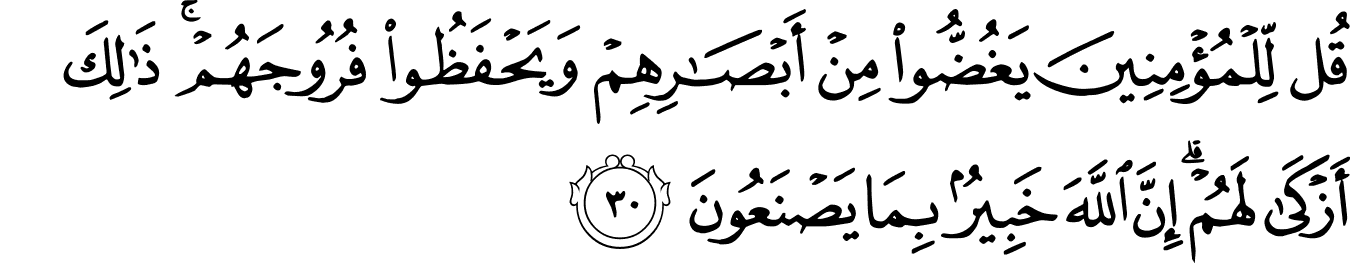 قُل لِّلۡمُؤۡمِنِينَ يَغُضُّواْ مِنۡ أَبۡصَٰرِهِمۡ وَيَحۡفَظُواْ فُرُوجَهُمۡۚ ذَٰلِكَ
أَزۡكَىٰ لَهُمۡۗ إِنَّ ٱللَّهَ خَبِيرُۢ بِمَا يَصۡنَعُونَ ٣٠